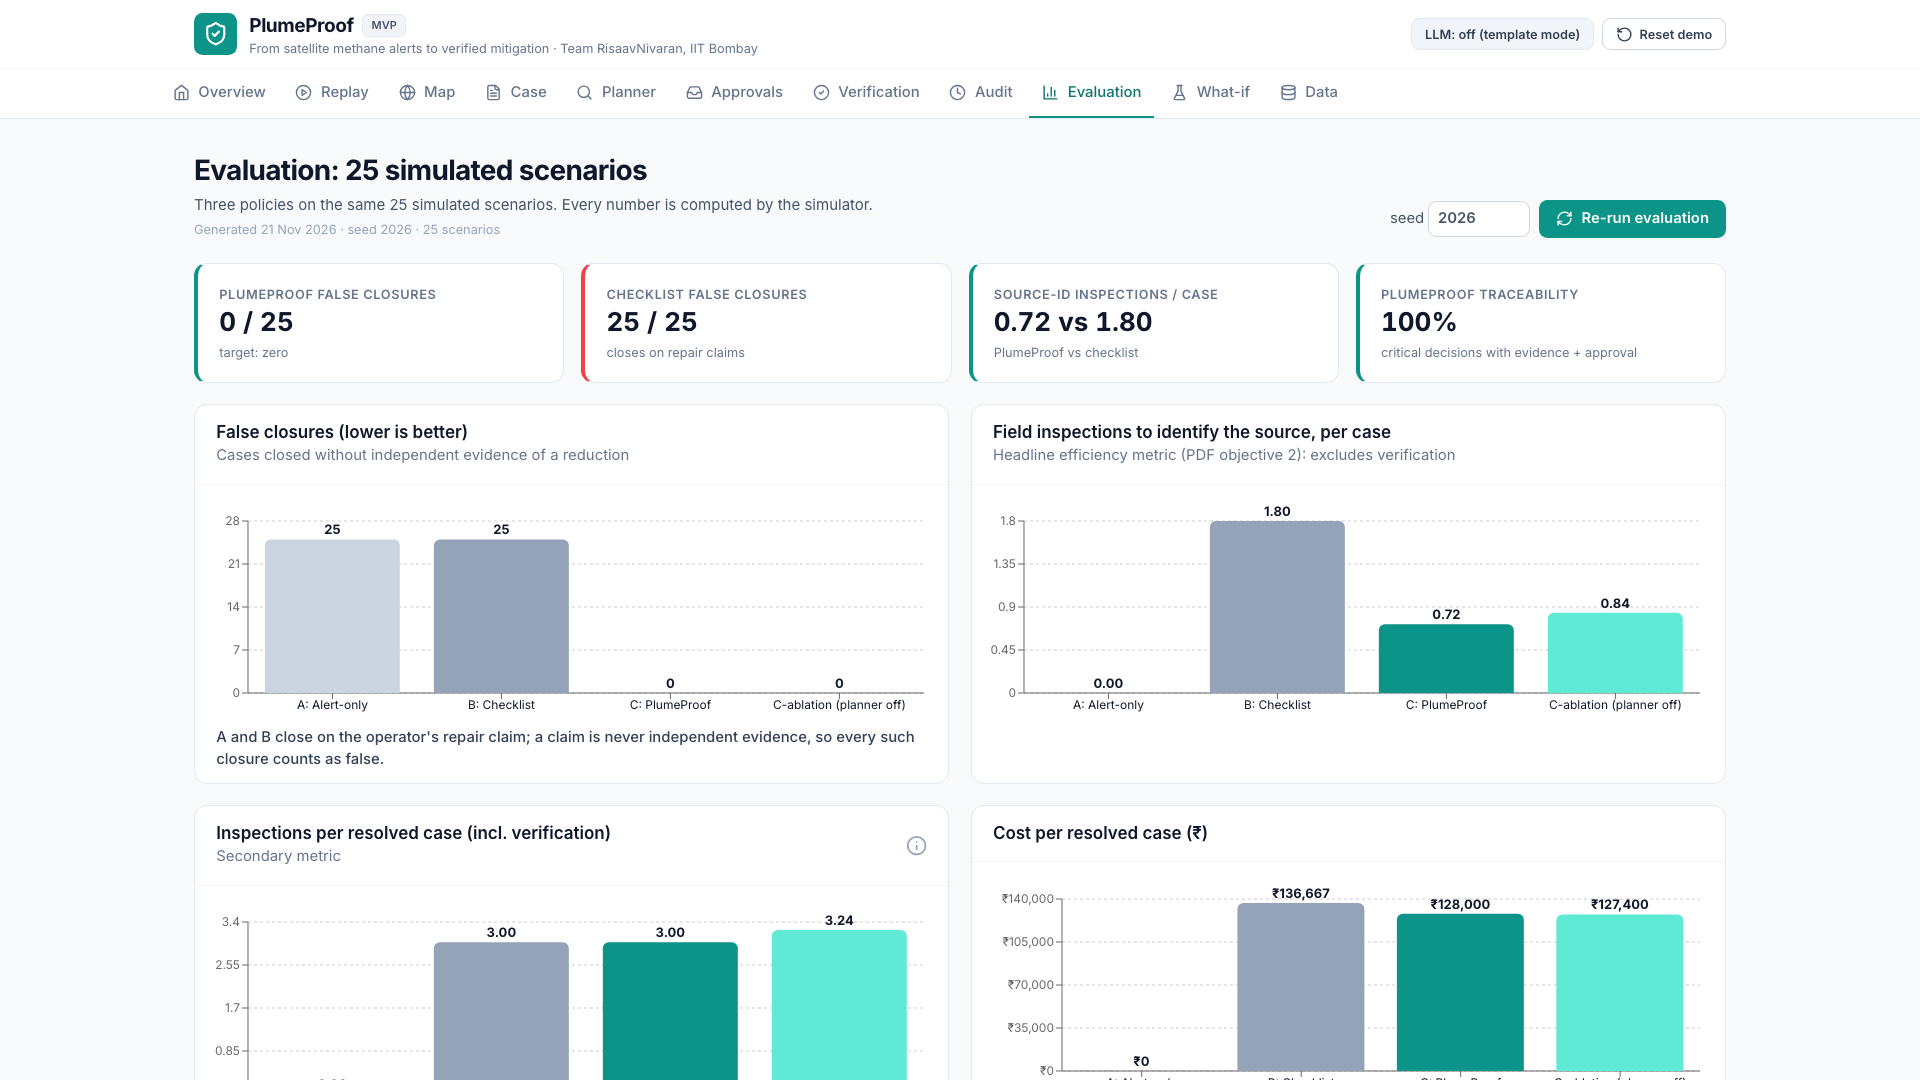 PlumeProof MVP
From satellite methane alerts to verified mitigation · Team RisaavNivaran, IIT Bombay
LLM: off (template mode)
Reset demo
Overview
Replay
Map
Case
Planner
Approvals
Verification
Audit
Evaluation
What-if
Data
Evaluation: 25 simulated scenarios
Three policies on the same 25 simulated scenarios. Every number is computed by the simulator.
Generated 21 Nov 2026 · seed 2026 · 25 scenarios
seed 2026
Re-run evaluation
PLUMEPROOF FALSE CLOSURES
0 / 25
target: zero
CHECKLIST FALSE CLOSURES
25 / 25
closes on repair claims
SOURCE-ID INSPECTIONS / CASE
0.72 vs 1.80
PlumeProof vs checklist
PLUMEPROOF TRACEABILITY
100%
critical decisions with evidence + approval
False closures (lower is better)
Cases closed without independent evidence of a reduction
28
21
14
7
0
25
25
0
0
A: Alert-only
B: Checklist
C: PlumeProof
C-ablation (planner off)
A and B close on the operator's repair claim; a claim is never independent evidence, so every such
closure counts as false.
Field inspections to identify the source, per case
Headline efficiency metric (PDF objective 2): excludes verification
1.8
1.35
0.9
0.45
0
0.00
1.80
0.72
0.84
A: Alert-only
B: Checklist
C: PlumeProof
C-ablation (planner off)
Inspections per resolved case (incl. verification)
Secondary metric
3.4
2.55
1.7
0.85
3.00
3.00
3.24
Cost per resolved case (₹)
₹140,000
₹105,000
₹70,000
₹35,000
₹0
₹0
₹136,667
₹128,000
₹127,400